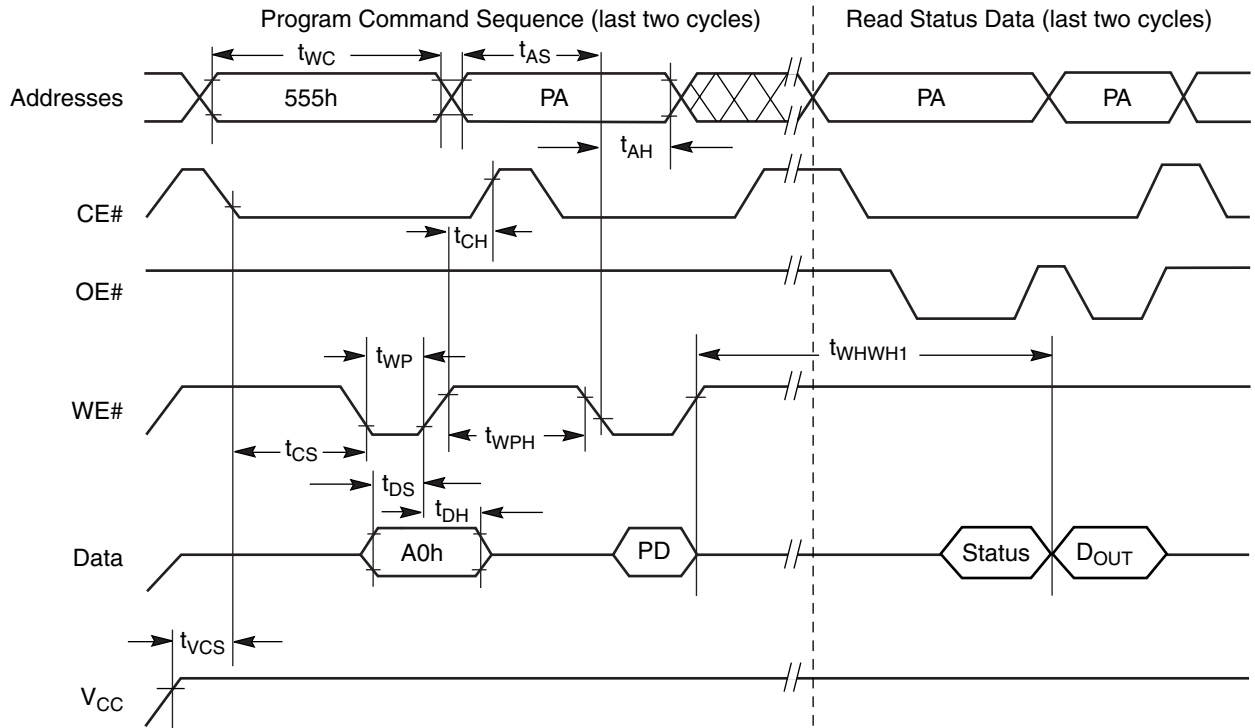 Program Command Sequence (last two cycles)
Read Status Data (last two cycles)
tWC
tAS
Addresses
555h
PA
PA
PA
tAH
CE#
tCH
OE#
tWP
tWHWH1
WE#
tCS
tWPH
tDS
tDH
Data
A0h
PD
Status
DOUT
tVCS
VCC